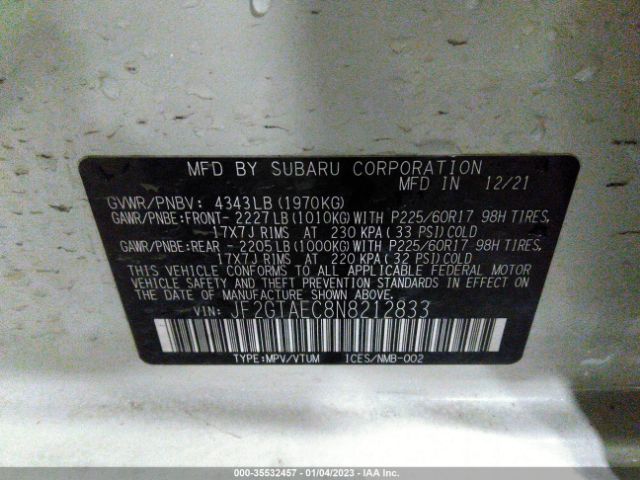 MFD BY SUBARU CORPORATION
MFD IN 12/21
GVWR/PNBV: 4343LB (1970KG)
GAWR/PNBE:FRONT- 2227LB(1010KG)WITH P225/60R17 98H TIRES,
17X7J RIMS AT 230 KPA(33 PSI)COLD
GAWR/PNBE:REAR - 2205LB(1000KG)WITH P225/60R17 98H TIRES,
17X7J RIMS AT 220 KPA(32 PSI)COLD
THIS VEHICLE CONFORMS TO ALL APPLICABLE FEDERAL MOTOR
VEHICLE SAFETY, BUMPER, AND THEFT PREVENTION STANDARDS IN
EFFECT ON THE DATE OF MANUFACTURE SHOWN ABOVE.
VIN: JF2GTAEC8N8212833
TYPE:MPV/VTUM ICES/NMB-002
000-35532457 - 01/04/2023 - IAA Inc.